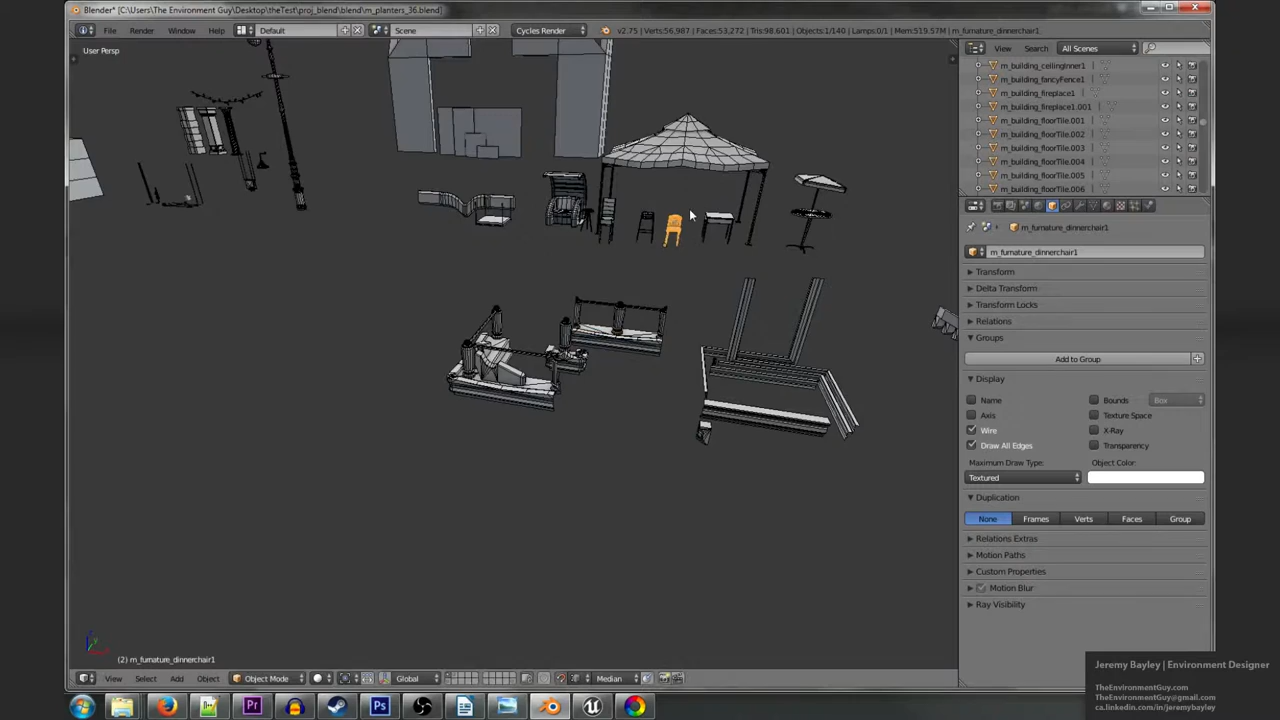 Blender* [C:\Users\The Environment Guy\Desktop\theTest\proj_blend\blend\m_planters_36.blend]
File Render Window Help Default Scene Cycles Render v2.75 | Verts:56,987 | Faces:53,272 | Tris:98,601 | Objects:1/140 | Lamps:0/1 | Mem:519.57M | m_furnature_dinnerchair1
User Persp
View Search All Scenes
m_building_ceilingInner1
m_building_fancyFence1
m_building_fireplace1
m_building_fireplace1.001
m_building_floorTile.001
m_building_floorTile.002
m_building_floorTile.003
m_building_floorTile.004
m_building_floorTile.005
m_building_floorTile.006
m_furnature_dinnerchair1
m_furnature_dinnerchair1
Transform
Delta Transform
Transform Locks
Relations
Groups
Add to Group
Display
Name Bounds Box
Axis Texture Space
Wire X-Ray
Draw All Edges Transparency
Maximum Draw Type: Object Color:
Textured
Duplication
None Frames Verts Faces Group
Relations Extras
Motion Paths
Custom Properties
Motion Blur
Ray Visibility
(2) m_furnature_dinnerchair1
View Select Add Object Object Mode Global Median
Jeremy Bayley | Environment Designer
TheEnvironmentGuy.com
TheEnvironmentGuy@gmail.com
ca.linkedin.com/in/jeremybayley